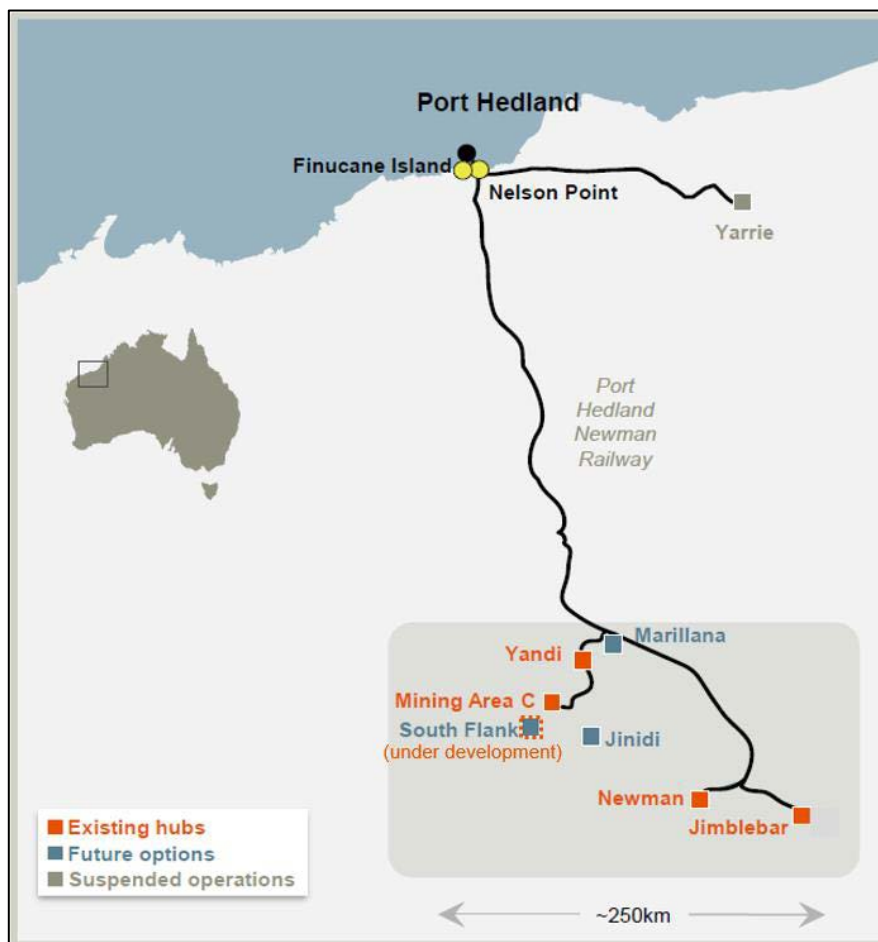 Port Hedland
Finucane Island
Nelson Point
Yarrie
Port
Hedland
Newman
Railway
Marillana
Yandi
Mining Area C
South Flank
(under development)
Jinidi
Newman
Jimblebar
Existing hubs
Future options
Suspended operations
~250km